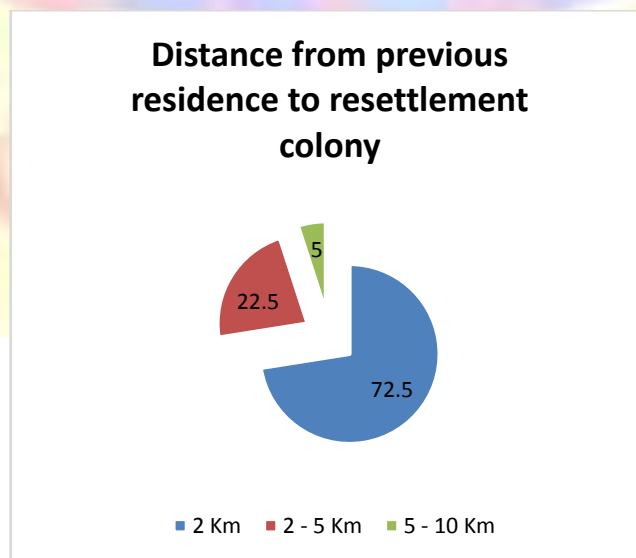 Distance from previous
residence to resettlement
colony
5
22.5
72.5
2 Km 2 - 5 Km 5 - 10 Km